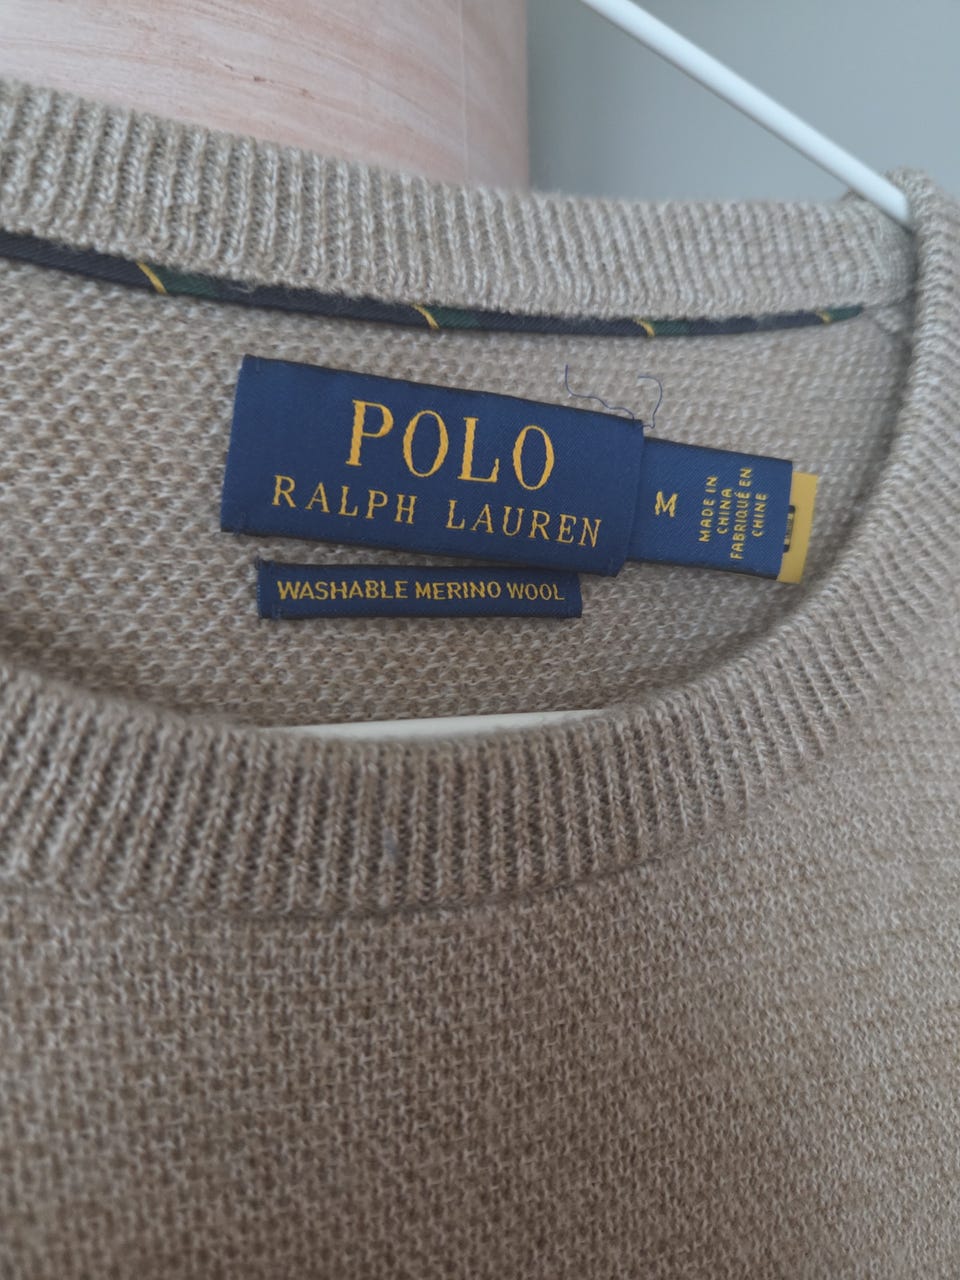 POLO
RALPH LAUREN
M
MADE IN
CHINA
FABRIQUÉ EN
CHINE
WASHABLE MERINO WOOL